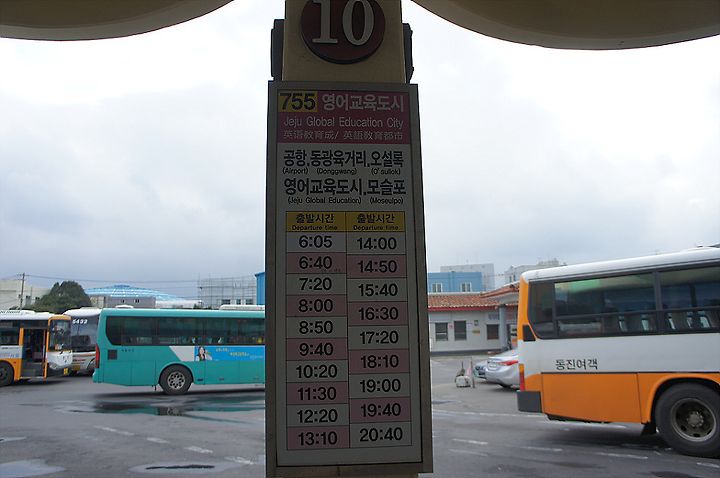 10
755 영어교육도시
Jeju Global Education City
英语教育成/ 英語教育都市
공항.동광육거리.오설록
(Airport) (Donggwang) (O' sullok)
영어교육도시.모슬포
(Jeju Global Education) (Moseulpo)
출발시간 출발시간
Departure time Departure time
6:05 14:00
6:40 14:50
7:20 15:40
8:00 16:30
8:50 17:20
9:40 18:10
10:20 19:00
11:30 19:40
12:20 20:40
13:10
동진여객